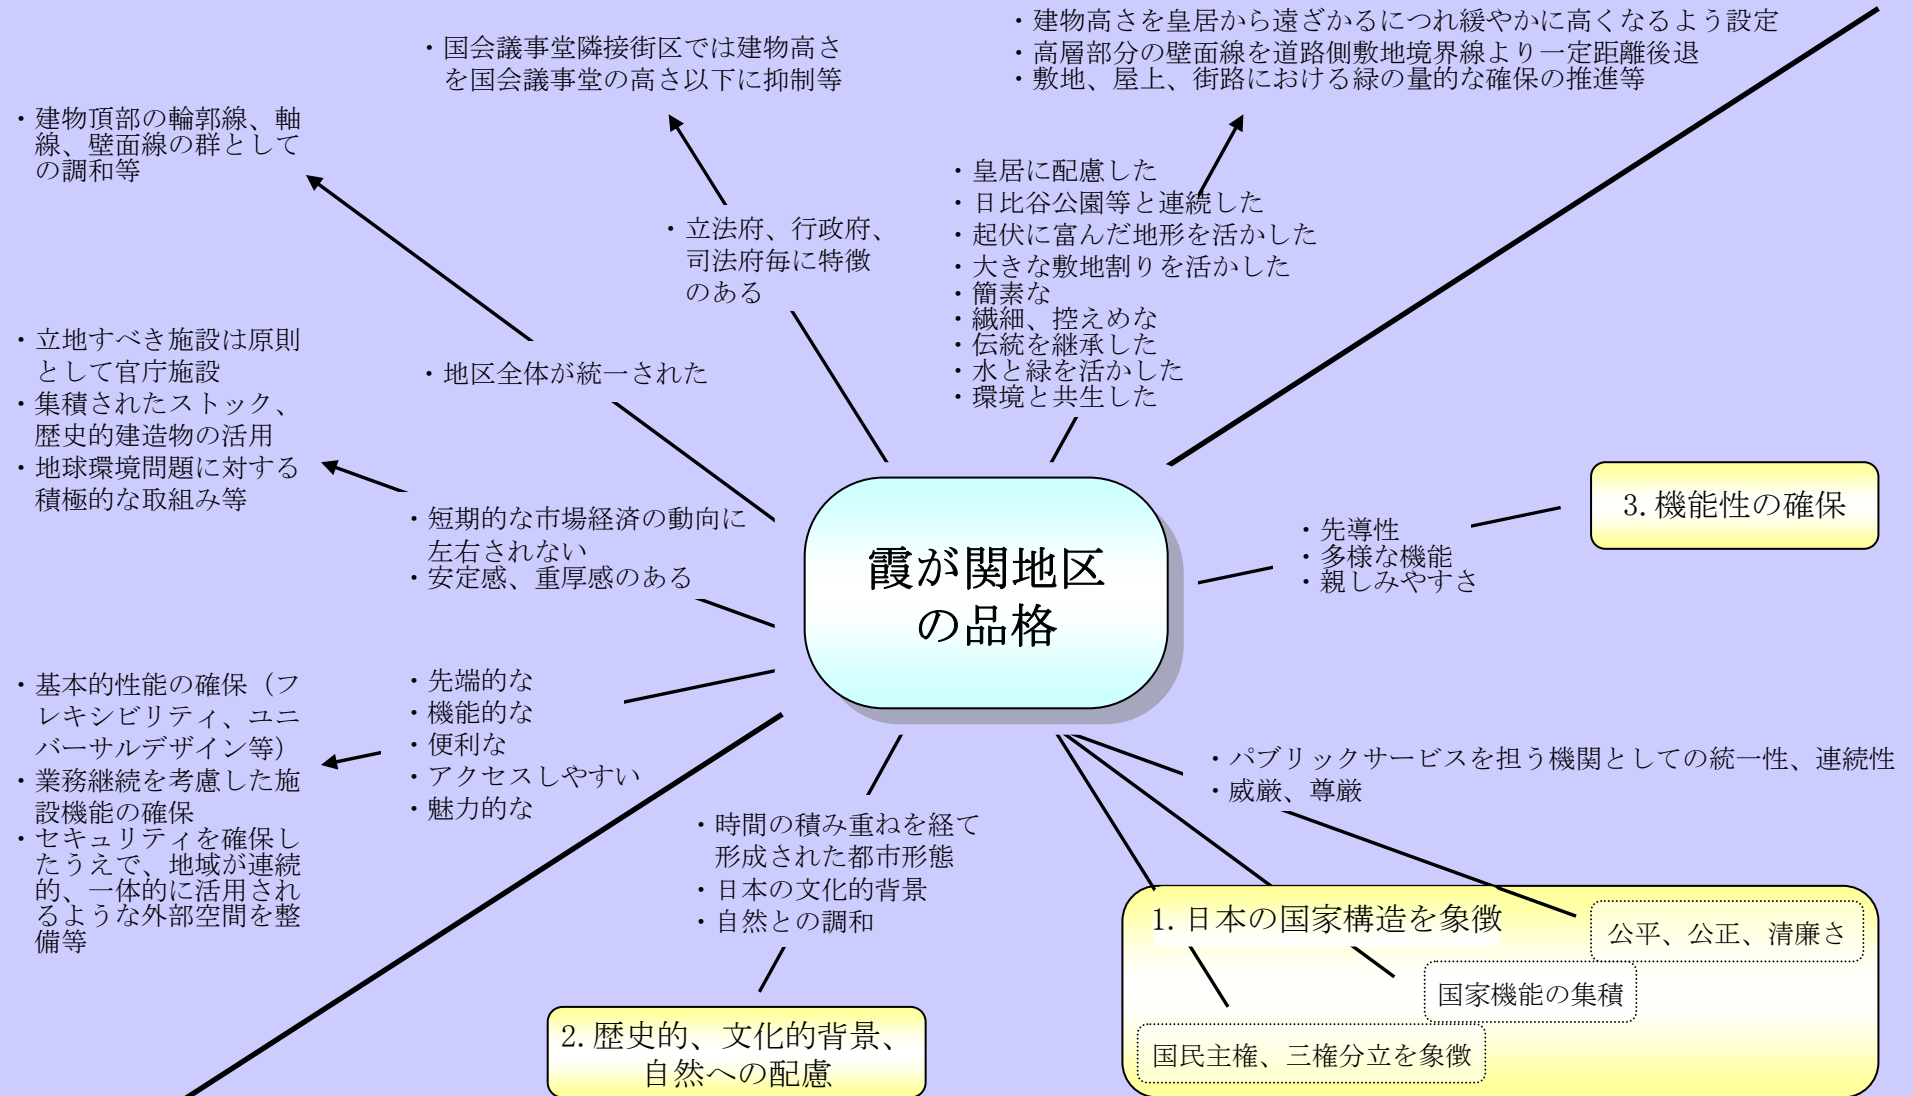 ・建物高さを皇居から遠ざかるにつれ緩やかに高くなるよう設定
・高層部分の壁面線を道路側敷地境界線より一定距離後退
・敷地、屋上、街路における緑の量的な確保の推進等
・国会議事堂隣接街区では建物高さ
を国会議事堂の高さ以下に抑制等
・建物頂部の輪郭線、軸
線、壁面線の群として
の調和等
・皇居に配慮した
・日比谷公園等と連続した
・起伏に富んだ地形を活かした
・大きな敷地割りを活かした
・簡素な
・繊細、控えめな
・伝統を継承した
・水と緑を活かした
・環境と共生した
・立法府、行政府、
司法府毎に特徴
のある
・地区全体が統一された
・立地すべき施設は原則
として官庁施設
・集積されたストック、
歴史的建造物の活用
・地球環境問題に対する
積極的な取組み等
・短期的な市場経済の動向に
左右されない
・安定感、重厚感のある
霞が関地区
の品格
3.機能性の確保
・先導性
・多様な機能
・親しみやすさ
・基本的性能の確保（フ
レキシビリティ、ユニ
バーサルデザイン等）
・業務継続を考慮した施
設機能の確保
・セキュリティを確保し
たうえで、地域が連続
的、一体的に活用され
るような外部空間を整
備等
・先端的な
・機能的な
・便利な
・アクセスしやすい
・魅力的な
・時間の積み重ねを経て
形成された都市形態
・日本の文化的背景
・自然との調和
2.歴史的、文化的背景、
自然への配慮
・パブリックサービスを担う機関としての統一性、連続性
・威厳、尊厳
1.日本の国家構造を象徴
公平、公正、清廉さ
国家機能の集積
国民主権、三権分立を象徴